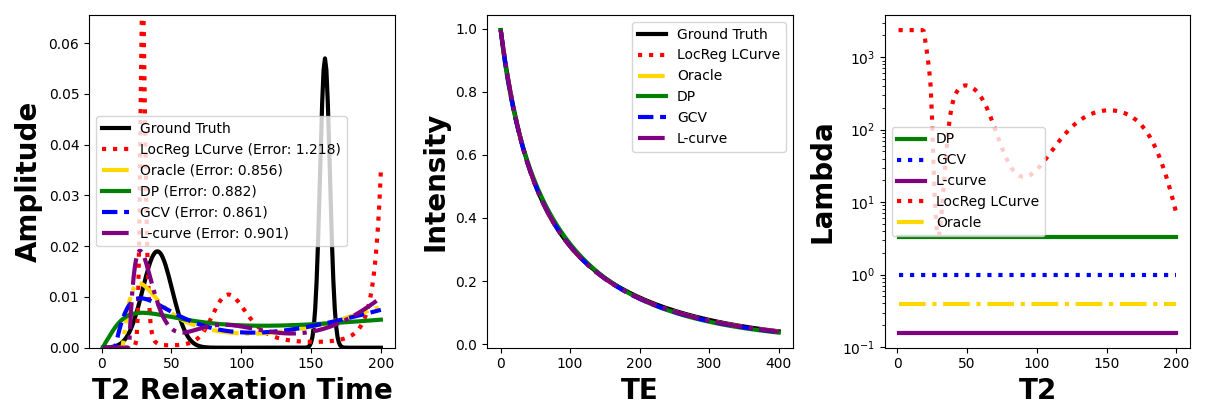 Amplitude
0.06
0.05
0.04
0.03
0.02
0.01
0.00
Ground Truth
LocReg LCurve (Error: 1.218)
Oracle (Error: 0.856)
DP (Error: 0.882)
GCV (Error: 0.861)
L-curve (Error: 0.901)
0 50 100 150 200
T2 Relaxation Time
Intensity
1.0
0.8
0.6
0.4
0.2
0.0
Ground Truth
LocReg LCurve
Oracle
DP
GCV
L-curve
0 100 200 300 400
TE
Lambda
10³
10²
10¹
10⁰
10⁻¹
DP
GCV
L-curve
LocReg LCurve
Oracle
0 50 100 150 200
T2